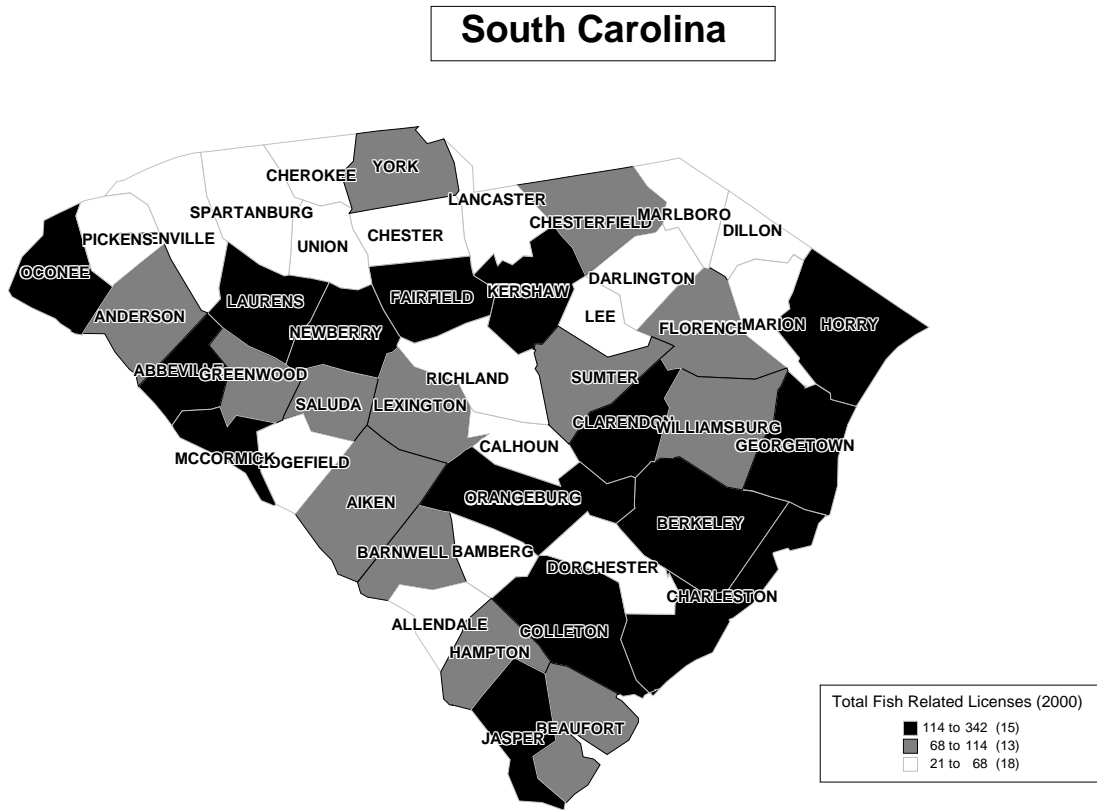 South Carolina
YORK
CHEROKEE
LANCASTER
SPARTANBURG
MARLBORO
CHESTERFIELD
DILLON
CHESTER
PICKENS
ENVILLE
UNION
OCONEE
DARLINGTON
KERSHAW
FAIRFIELD
LAURENS
ANDERSON
LEE
MARION
HORRY
FLORENCE
NEWBERRY
ABBEVILLE
GREENWOOD
RICHLAND
SUMTER
SALUDA
LEXINGTON
CLARENDON
WILLIAMSBURG
GEORGETOWN
CALHOUN
MCCORMICK
DGEFIELD
ORANGEBURG
AIKEN
BERKELEY
BARNWELL
BAMBERG
DORCHESTER
CHARLESTON
ALLENDALE
COLLETON
HAMPTON
BEAUFORT
JASPER
Total Fish Related Licenses (2000)
114 to 342 (15)
68 to 114 (13)
21 to 68 (18)